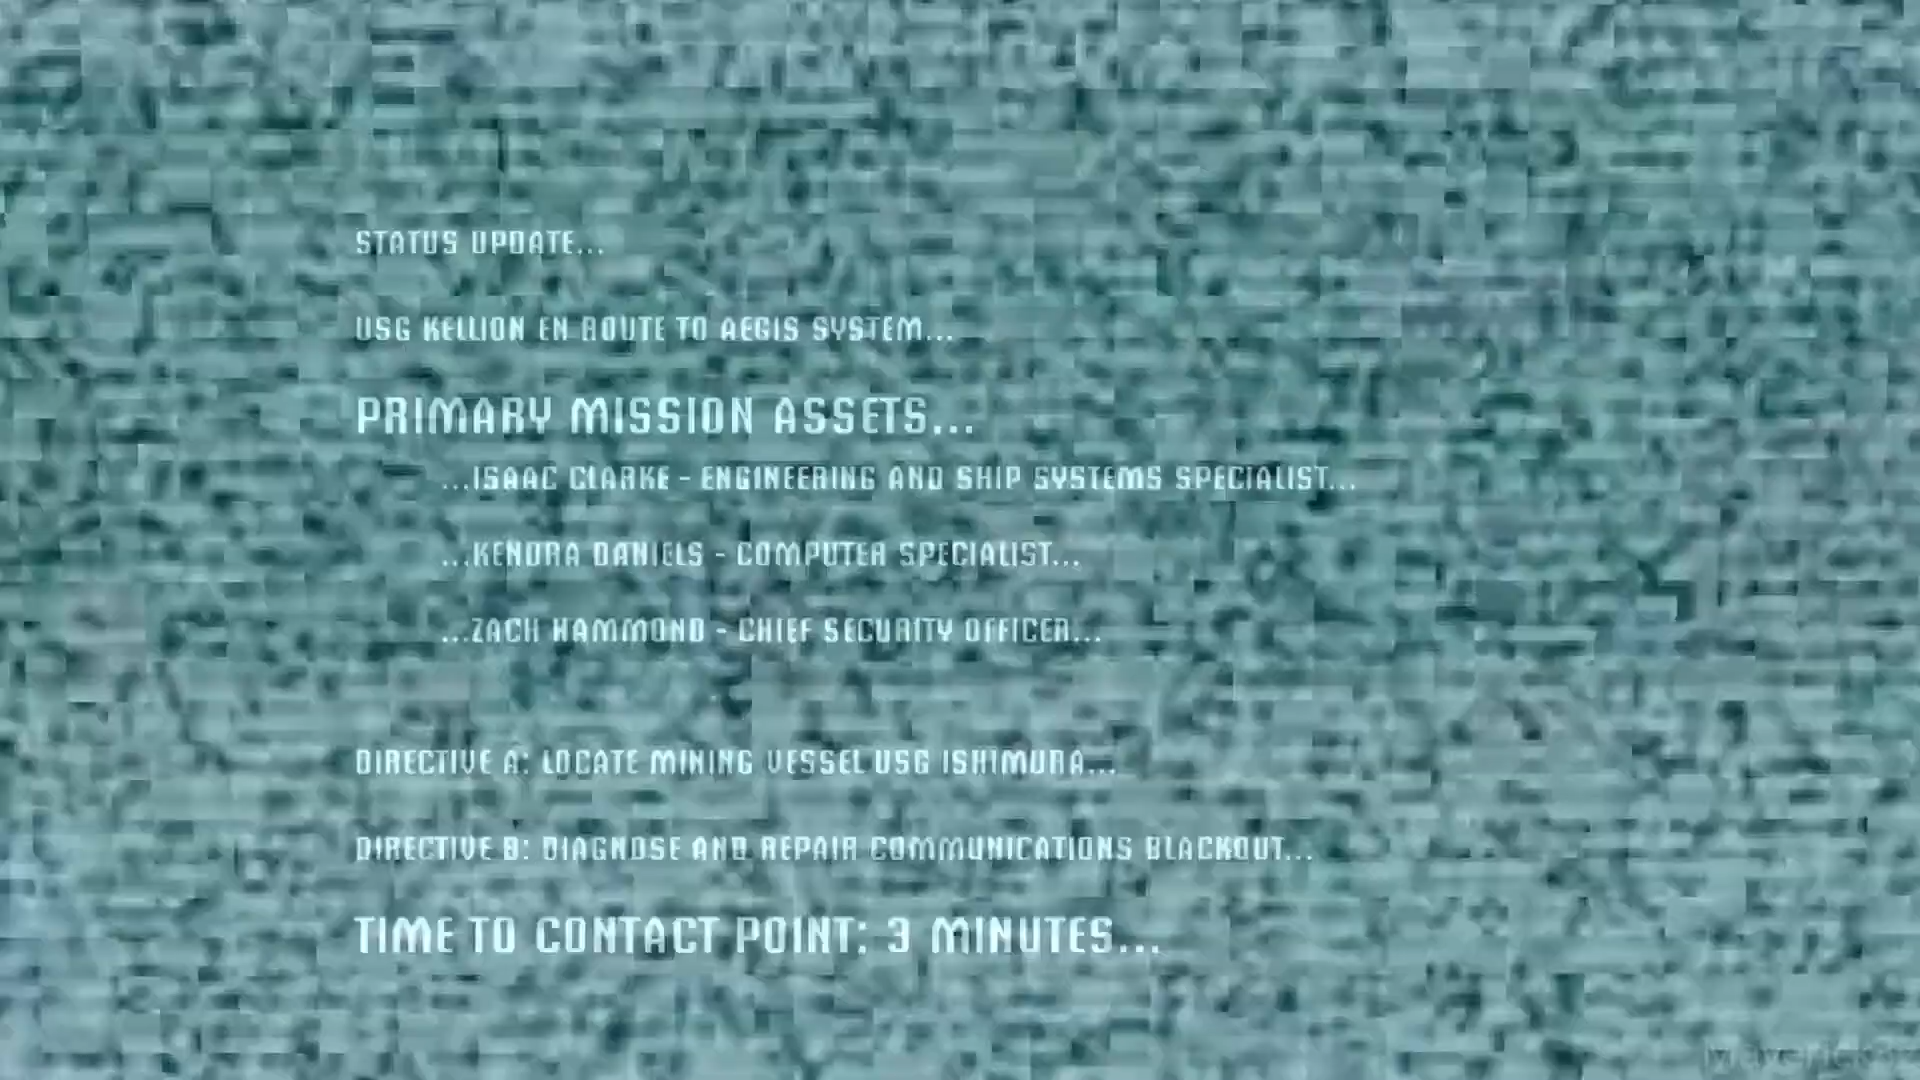 STATUS UPDATE...
USG KELLION EN ROUTE TO AEGIS SYSTEM...
PRIMARY MISSION ASSETS...
...ISAAC CLARKE - ENGINEERING AND SHIP SYSTEMS SPECIALIST...
...KENDRA DANIELS - COMPUTER SPECIALIST...
...ZACH HAMMOND - CHIEF SECURITY OFFICER...
DIRECTIVE A: LOCATE MINING VESSEL USG ISHIMURA...
DIRECTIVE B: DIAGNOSE AND REPAIR COMMUNICATIONS BLACKOUT...
TIME TO CONTACT POINT: 3 MINUTES...